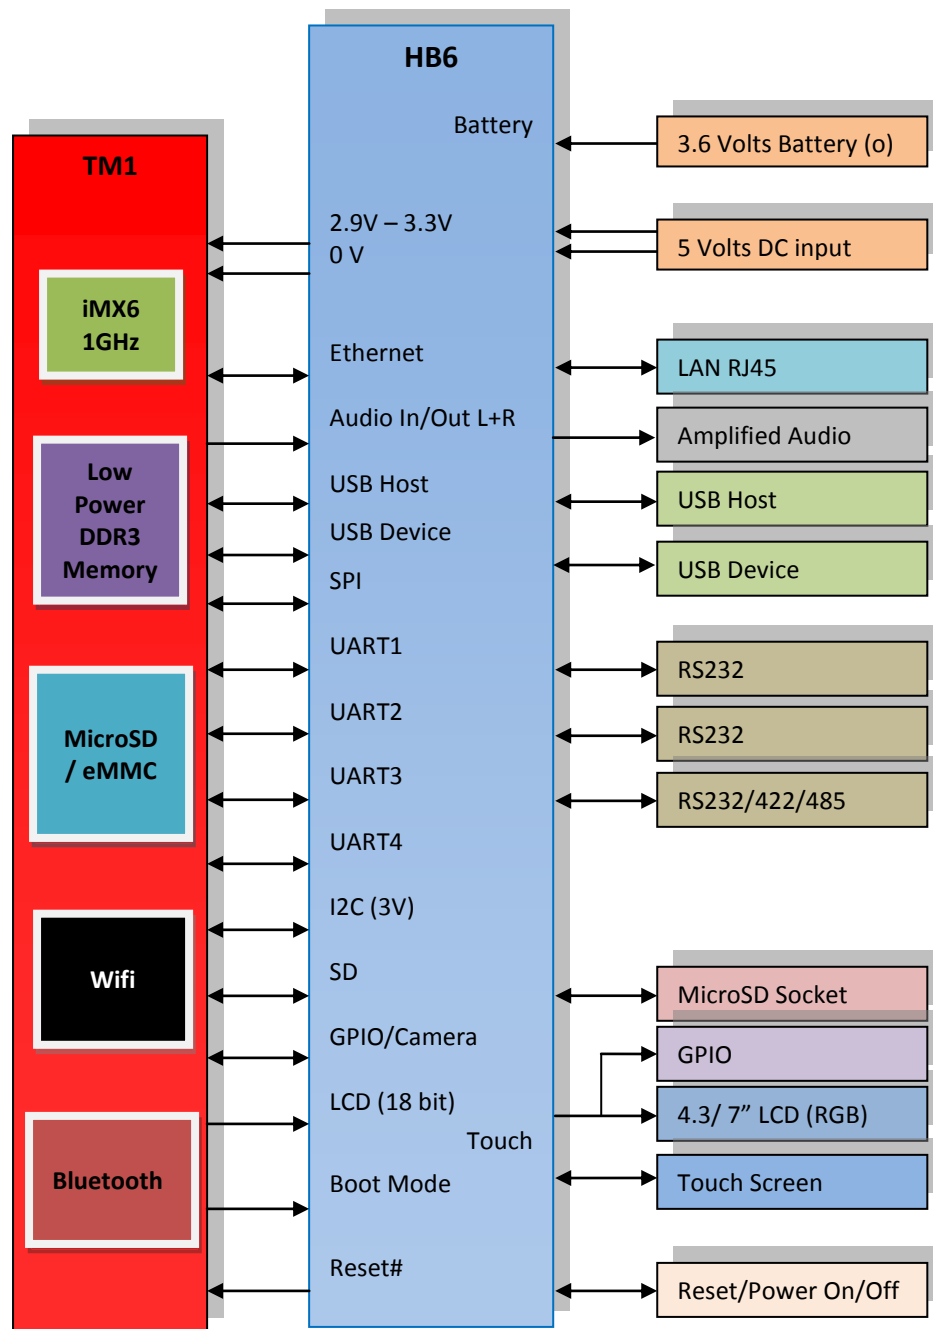 HB6
Battery
3.6 Volts Battery (o)
TM1
2.9V – 3.3V
0 V
5 Volts DC input
iMX6
1GHz
Ethernet
LAN RJ45
Audio In/Out L+R
Amplified Audio
Low
Power
DDR3
Memory
USB Host
USB Host
USB Device
USB Device
SPI
UART1
RS232
UART2
RS232
MicroSD
/ eMMC
UART3
RS232/422/485
UART4
I2C (3V)
Wifi
SD
MicroSD Socket
GPIO/Camera
GPIO
LCD (18 bit)
4.3/ 7” LCD (RGB)
Touch
Touch Screen
Bluetooth
Boot Mode
Reset#
Reset/Power On/Off